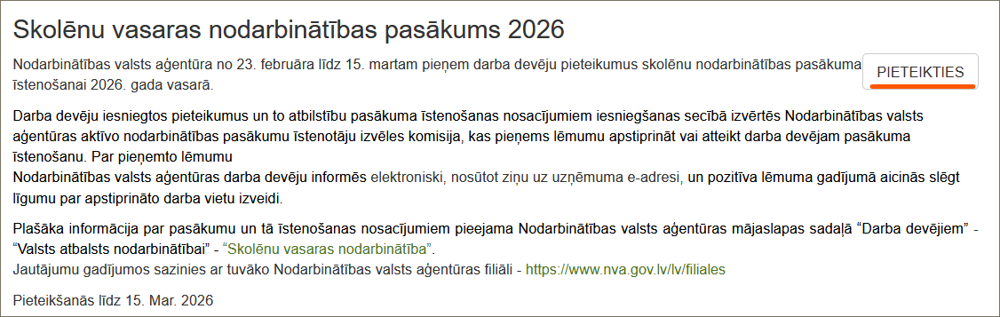 Skolēnu vasaras nodarbinātības pasākums 2026
Nodarbinātības valsts aģentūra no 23. februāra līdz 15. martam pieņem darba devēju pieteikumus skolēnu nodarbinātības pasākuma
PIETEIKTIES
īstenošanai 2026. gada vasarā.
Darba devēju iesniegtos pieteikumus un to atbilstību pasākuma īstenošanas nosacījumiem iesniegšanas secībā izvērtēs Nodarbinātības valsts
aģentūras aktīvo nodarbinātības pasākumu īstenotāju izvēles komisija, kas pieņems lēmumu apstiprināt vai atteikt darba devējam pasākuma
īstenošanu. Par pieņemto lēmumu
Nodarbinātības valsts aģentūras darba devēju informēs elektroniski, nosūtot ziņu uz uzņēmuma e-adresi, un pozitīva lēmuma gadījumā aicinās slēgt
līgumu par apstiprināto darba vietu izveidi.
Plašāka informācija par pasākumu un tā īstenošanas nosacījumiem pieejama Nodarbinātības valsts aģentūras mājaslapas sadaļā “Darba devējiem” -
“Valsts atbalsts nodarbinātībai” - “Skolēnu vasaras nodarbinātība”.
Jautājumu gadījumos sazinies ar tuvāko Nodarbinātības valsts aģentūras filiāli - https://www.nva.gov.lv/lv/filiales
Pieteikšanās līdz 15. Mar. 2026